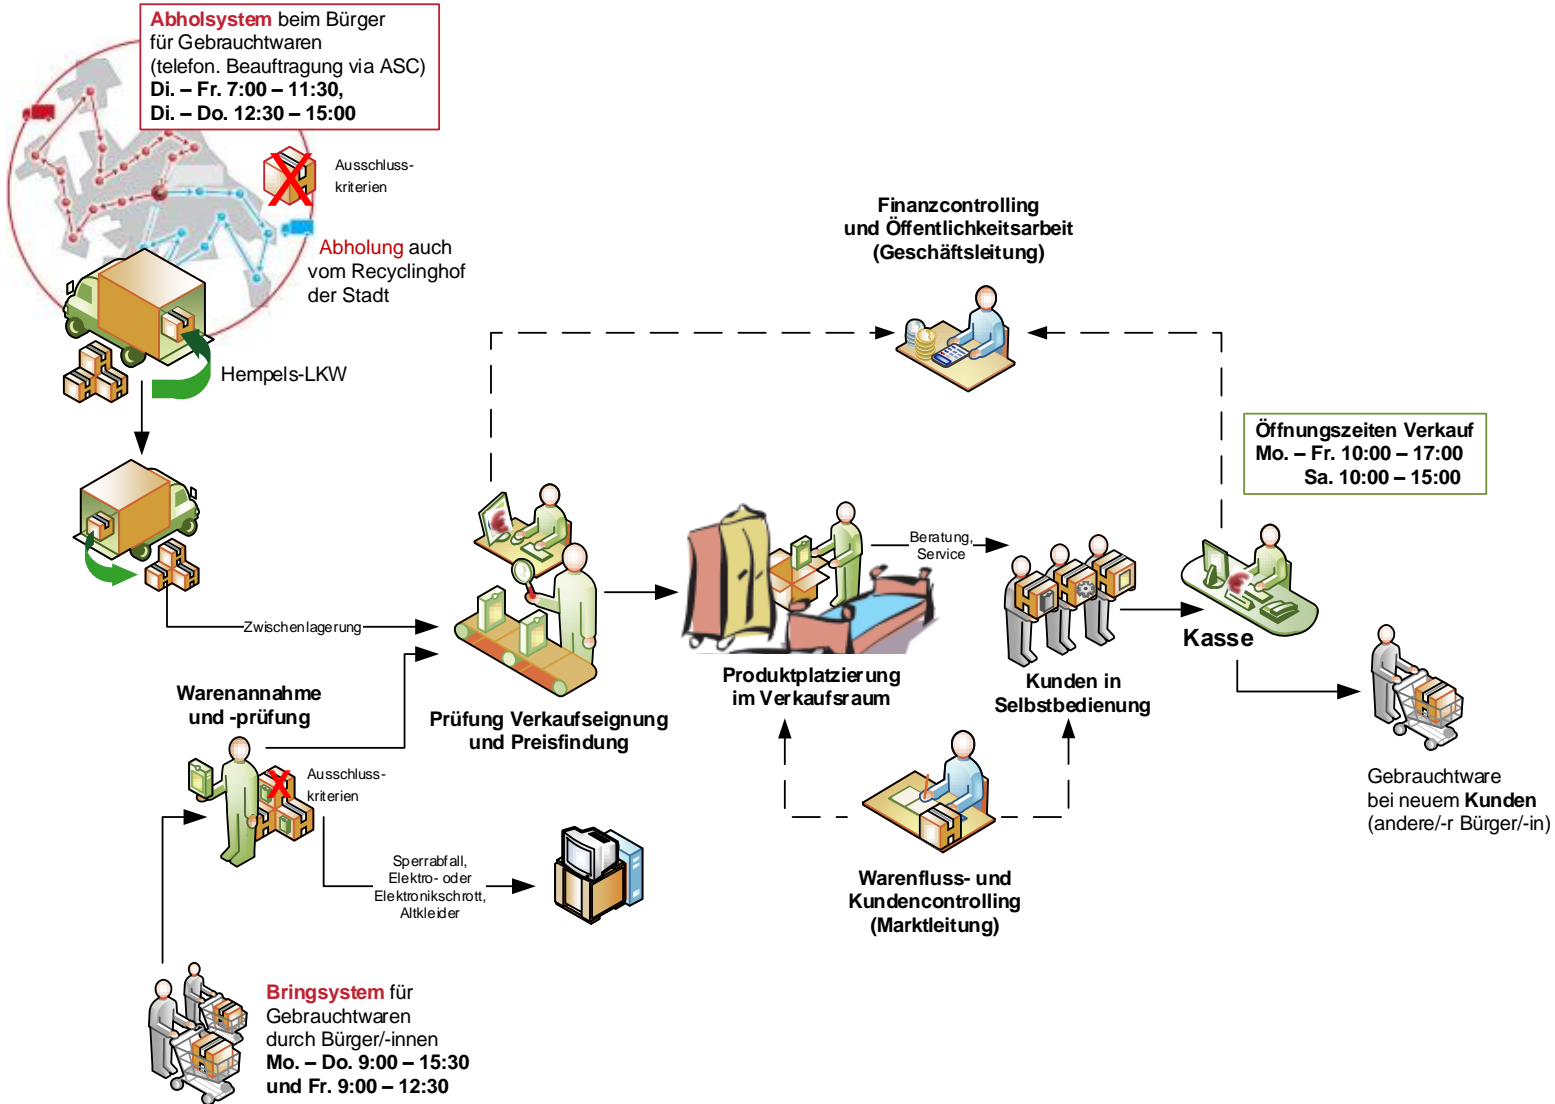 Abholsystem beim Bürger
für Gebrauchtwaren
(telefon. Beauftragung via ASC)
Di. – Fr. 7:00 – 11:30,
Di. – Do. 12:30 – 15:00
Ausschluss-
kriterien
Abholung auch
vom Recyclinghof
der Stadt
Hempels-LKW
Finanzcontrolling
und Öffentlichkeitsarbeit
(Geschäftsleitung)
Öffnungszeiten Verkauf
Mo. – Fr. 10:00 – 17:00
Sa. 10:00 – 15:00
Beratung,
Service
Zwischenlagerung
Kasse
Warenannahme
und -prüfung
Prüfung Verkaufseignung
und Preisfindung
Produktplatzierung
im Verkaufsraum
Kunden in
Selbstbedienung
Ausschluss-
kriterien
Gebrauchtware
bei neuem Kunden
(andere/-r Bürger/-in)
Sperrabfall,
Elektro- oder
Elektronikschrott,
Altkleider
Warenfluss- und
Kundencontrolling
(Marktleitung)
Bringsystem für
Gebrauchtwaren
durch Bürger/-innen
Mo. – Do. 9:00 – 15:30
und Fr. 9:00 – 12:30